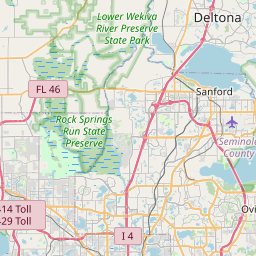 Lower Wekiva
River Preserve
State Park
Deltona
FL 46
Sanford
Rock Springs
Run State
Preserve
Seminole
County
414 Toll
429 Toll
I 4
Ovi